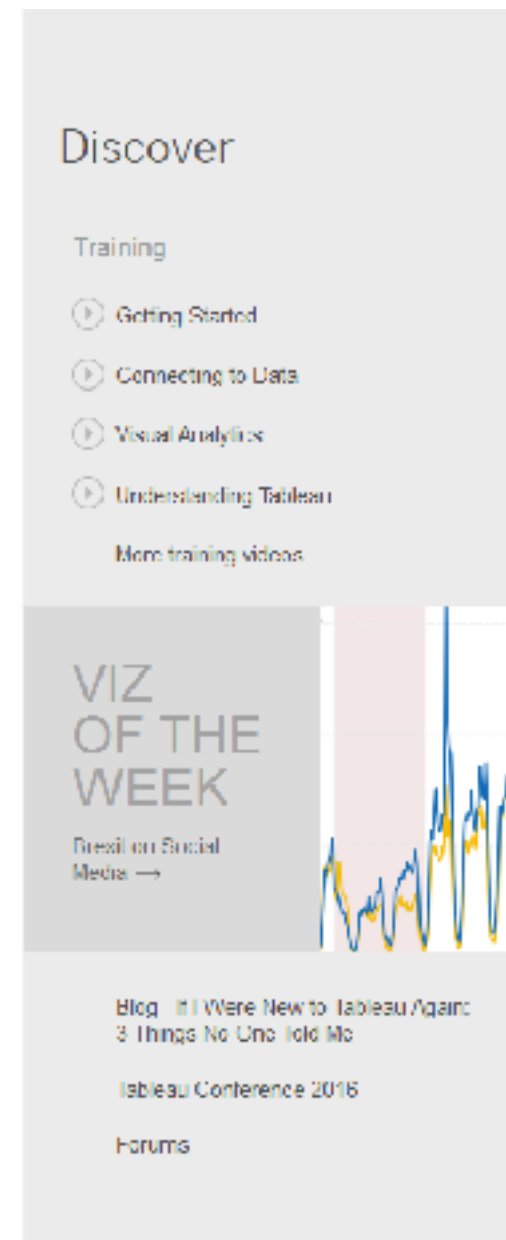 Discover
Training
Getting Started
Connecting to Data
Visual Analytics
Understanding Tableau
More training videos
VIZ
OF THE
WEEK
Brexit on Social
Media →
Blog - If I Were New to Tableau Again:
3 Things No One Told Me
Tableau Conference 2016
Forums